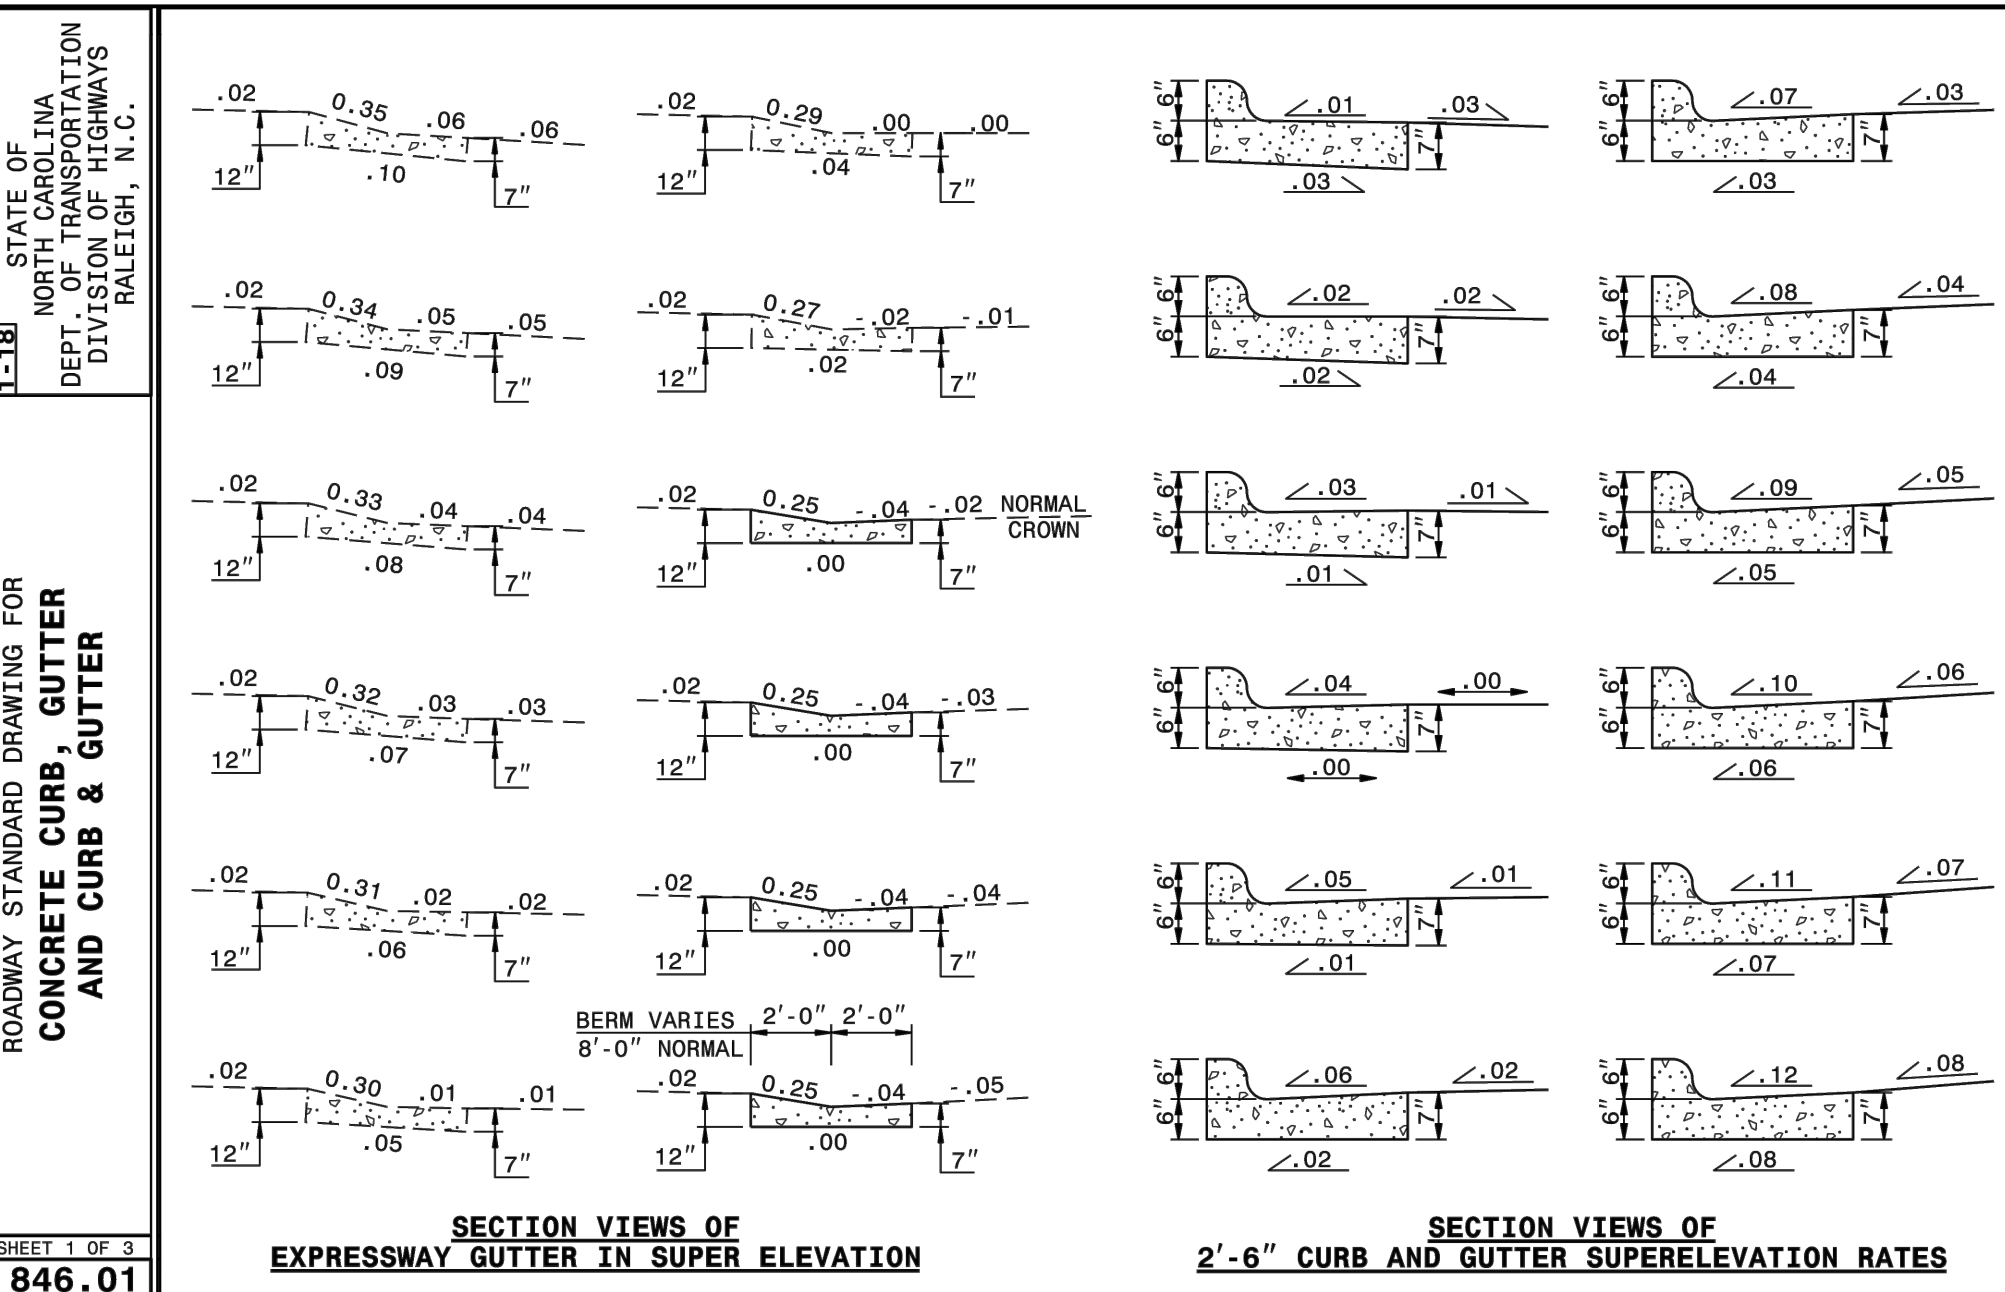 STATE OF
NORTH CAROLINA
DEPT. OF TRANSPORTATION
DIVISION OF HIGHWAYS
RALEIGH, N.C.
1-18
ROADWAY STANDARD DRAWING FOR
CONCRETE CURB, GUTTER
AND CURB & GUTTER
SHEET 1 OF 3
846.01
.02 0.35 .06 .06
12" .10 7"
.02 0.34 .05 .05
12" .09 7"
.02 0.33 .04 .04
12" .08 7"
.02 0.32 .03 .03
12" .07 7"
.02 0.31 .02 .02
12" .06 7"
.02 0.30 .01 .01
12" .05 7"
.02 0.29 .00 .00
12" .04 7"
.02 0.27 -.02 -.01
12" .02 7"
.02 0.25 -.04 -.02 NORMAL
CROWN
12" .00 7"
.02 0.25 -.04 -.03
12" .00 7"
.02 0.25 -.04 -.04
12" .00 7"
BERM VARIES 2'-0" 2'-0"
8'-0" NORMAL
.02 0.25 -.04 -.05
12" .00 7"
SECTION VIEWS OF
EXPRESSWAY GUTTER IN SUPER ELEVATION
6" .01 .03
6" 7"
.03
6" .02 .02
6" 7"
.02
6" .03 .01
6" 7"
.01
6" .04 .00
6" 7"
.00
6" .05 .01
6" 7"
.01
6" .06 .02
6" 7"
.02
6" .07 .03
6" 7"
.03
6" .08 .04
6" 7"
.04
6" .09 .05
6" 7"
.05
6" .10 .06
6" 7"
.06
6" .11 .07
6" 7"
.07
6" .12 .08
6" 7"
.08
SECTION VIEWS OF
2'-6" CURB AND GUTTER SUPERELEVATION RATES